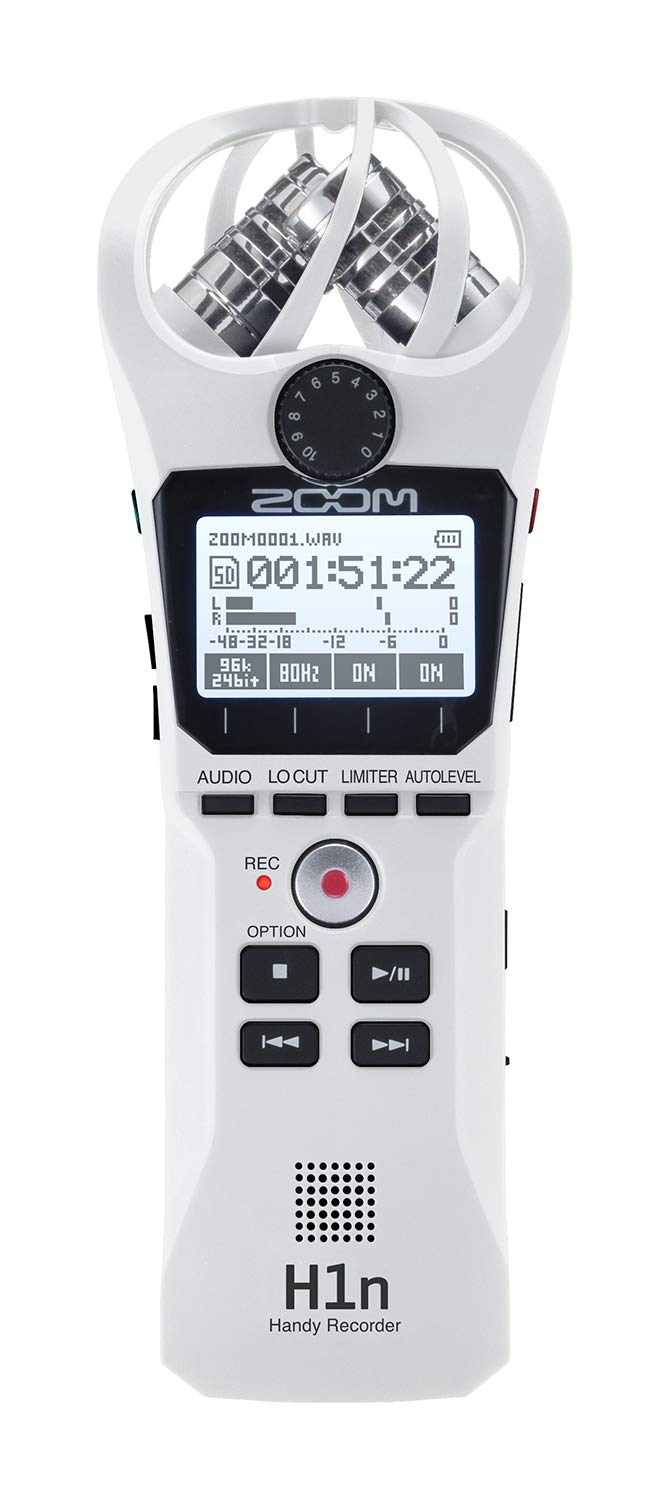 10 9 8 7 6 5 4 3 2 1 0
ZOOM
ZOOM0001.WAV
SD 001:51:22
L 0
R 0
-48-32-18 -12 -6 0
96k 24bit 80Hz ON ON
AUDIO LO CUT LIMITER AUTOLEVEL
REC
OPTION
H1n
Handy Recorder